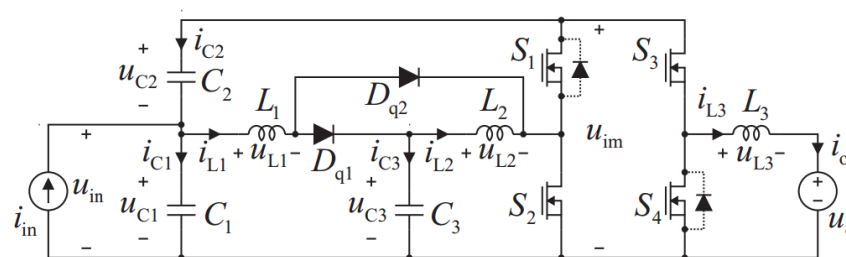 + i_C2 S_1 + S_3
u_C2 C_2
- L_1 D_q2 L_2 i_L3 L_3
+ i_C1 i_L1 + u_L1 - D_q1 i_C3 i_L2 + u_L2 - u_im + u_L3 - i_o
i_in u_in + u_C1 C_1 + u_C3 C_3 S_2 S_4 + -
- - - -